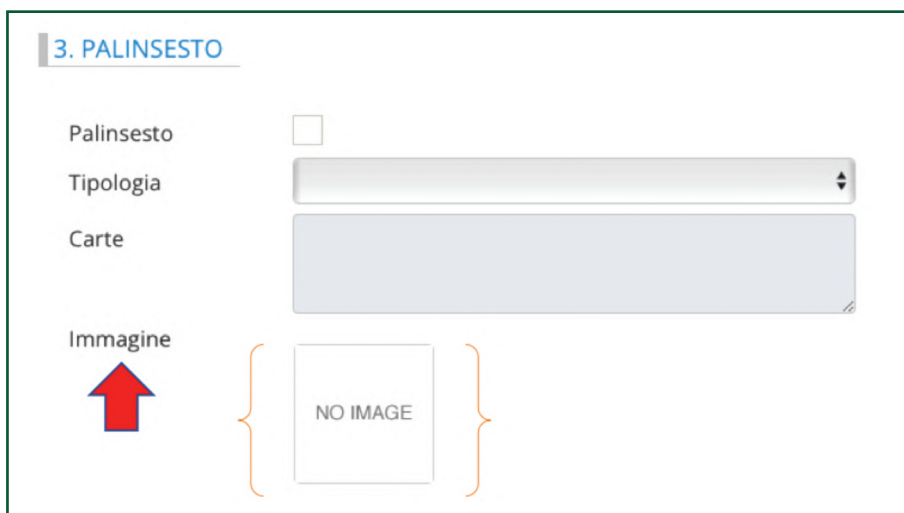 3. PALINSESTO
Palinsesto
Tipologia
Carte
Immagine
NO IMAGE